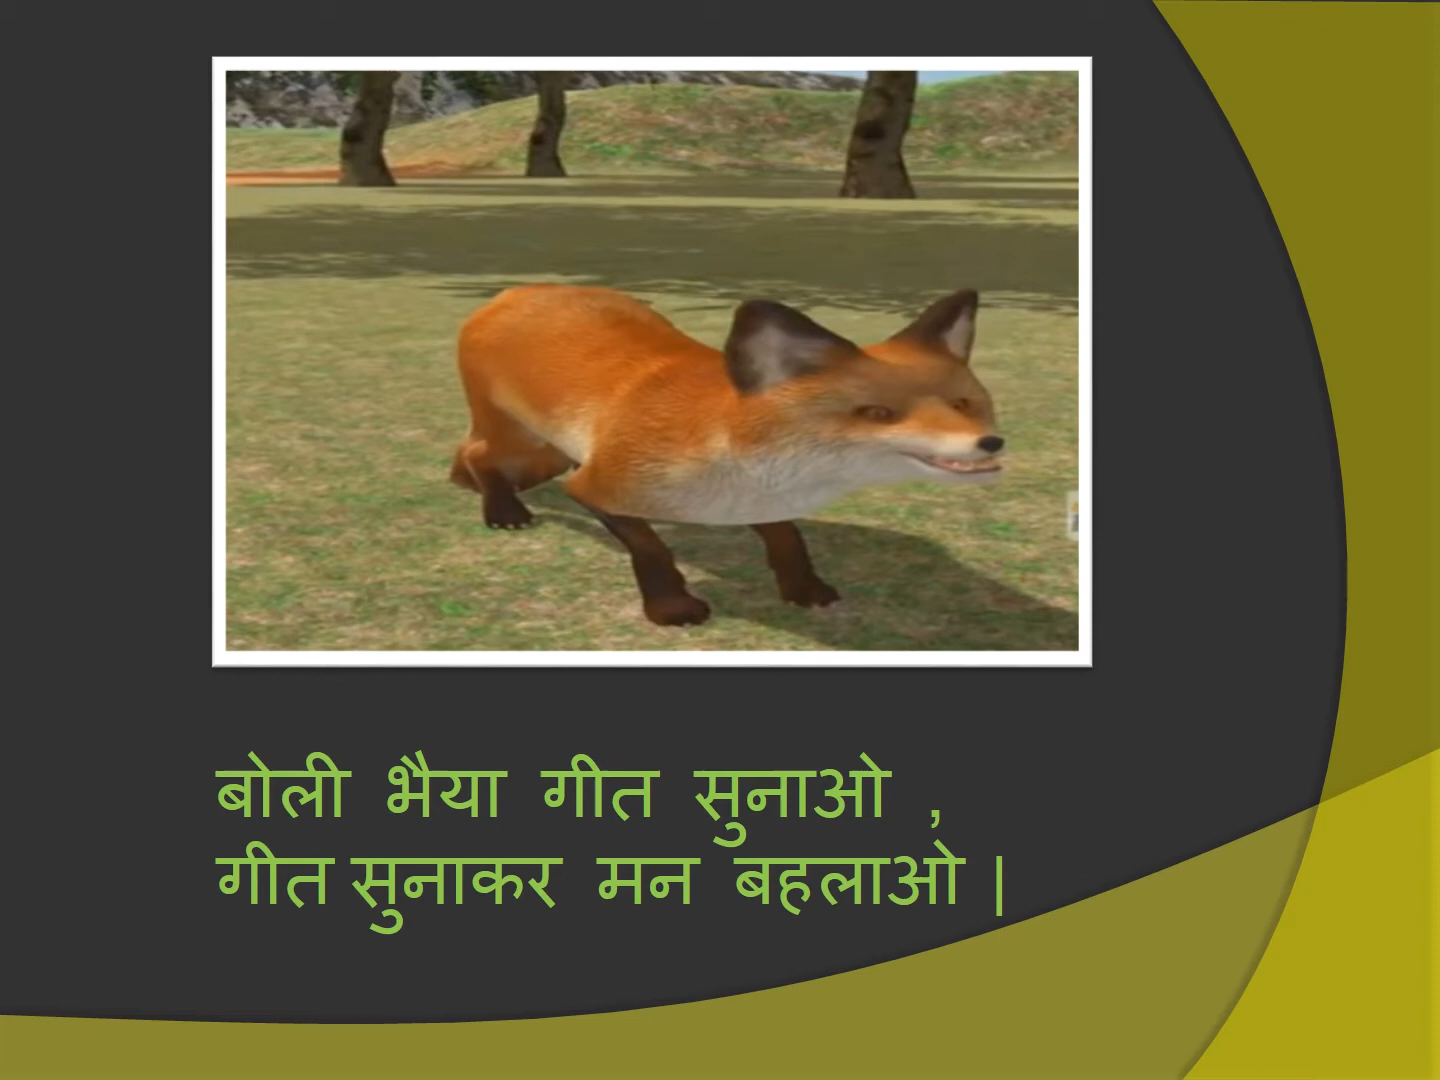 बोली भैया गीत सुनाओ ,
गीत सुनाकर मन बहलाओ |